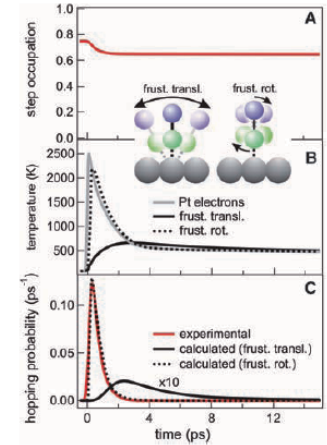 A
1.0
0.8
0.6
0.4
0.2
0.0
step occupation
frust. transl.
frust. rot.
B
2500
2000
1500
1000
500
temperature (K)
Pt electrons
frust. transl.
frust. rot.
C
0.10
0.05
0.00
hopping probability (ps⁻¹)
experimental
calculated (frust. transl.)
calculated (frust. rot.)
x10
0
4
8
12
time (ps)